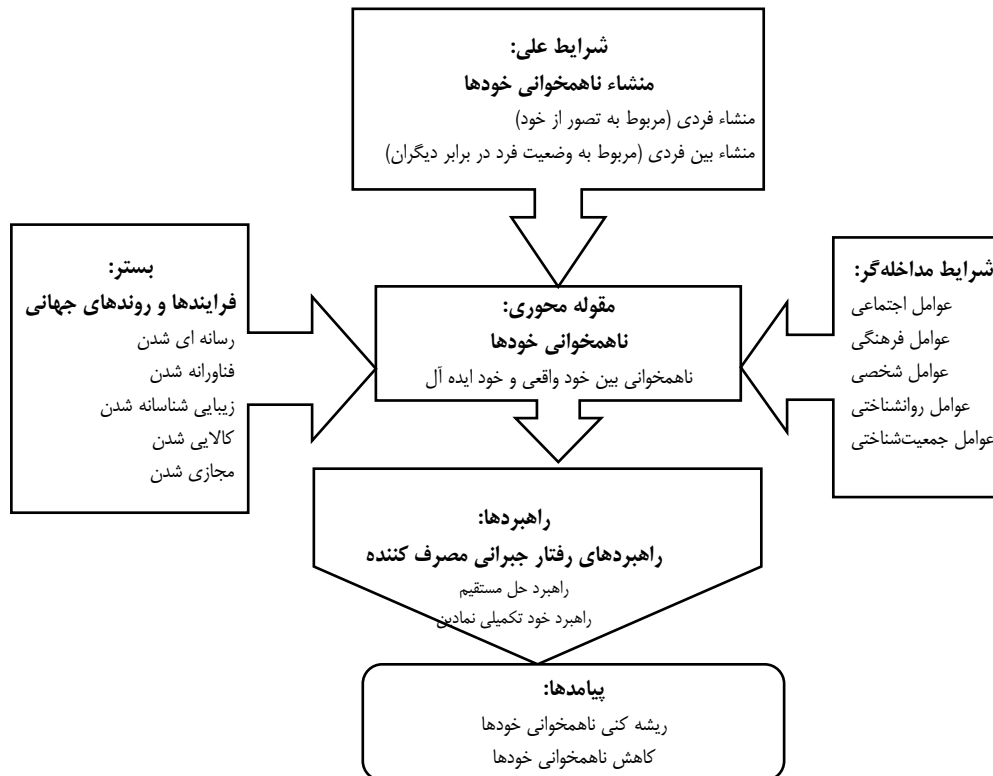 شرایط علی:
منشاء ناهمخوانی خودها
منشاء فردی (مربوط به تصور از خود)
منشاء بین فردی (مربوط به وضعیت فرد در برابر دیگران)
شرایط مداخله‌گر:
عوامل اجتماعی
عوامل فرهنگی
عوامل شخصی
عوامل روانشناختی
عوامل جمعیت‌شناختی
مقوله محوری:
ناهمخوانی خودها
ناهمخوانی بین خود واقعی و خود ایده آل
بستر:
فرایندها و روندهای جهانی
رسانه ای شدن
فناورانه شدن
زیبایی شناسانه شدن
کالایی شدن
مجازی شدن
راهبردها:
راهبردهای رفتار جبرانی مصرف کننده
راهبرد حل مستقیم
راهبرد خود تکمیلی نمادین
پیامدها:
ریشه کنی ناهمخوانی خودها
کاهش ناهمخوانی خودها